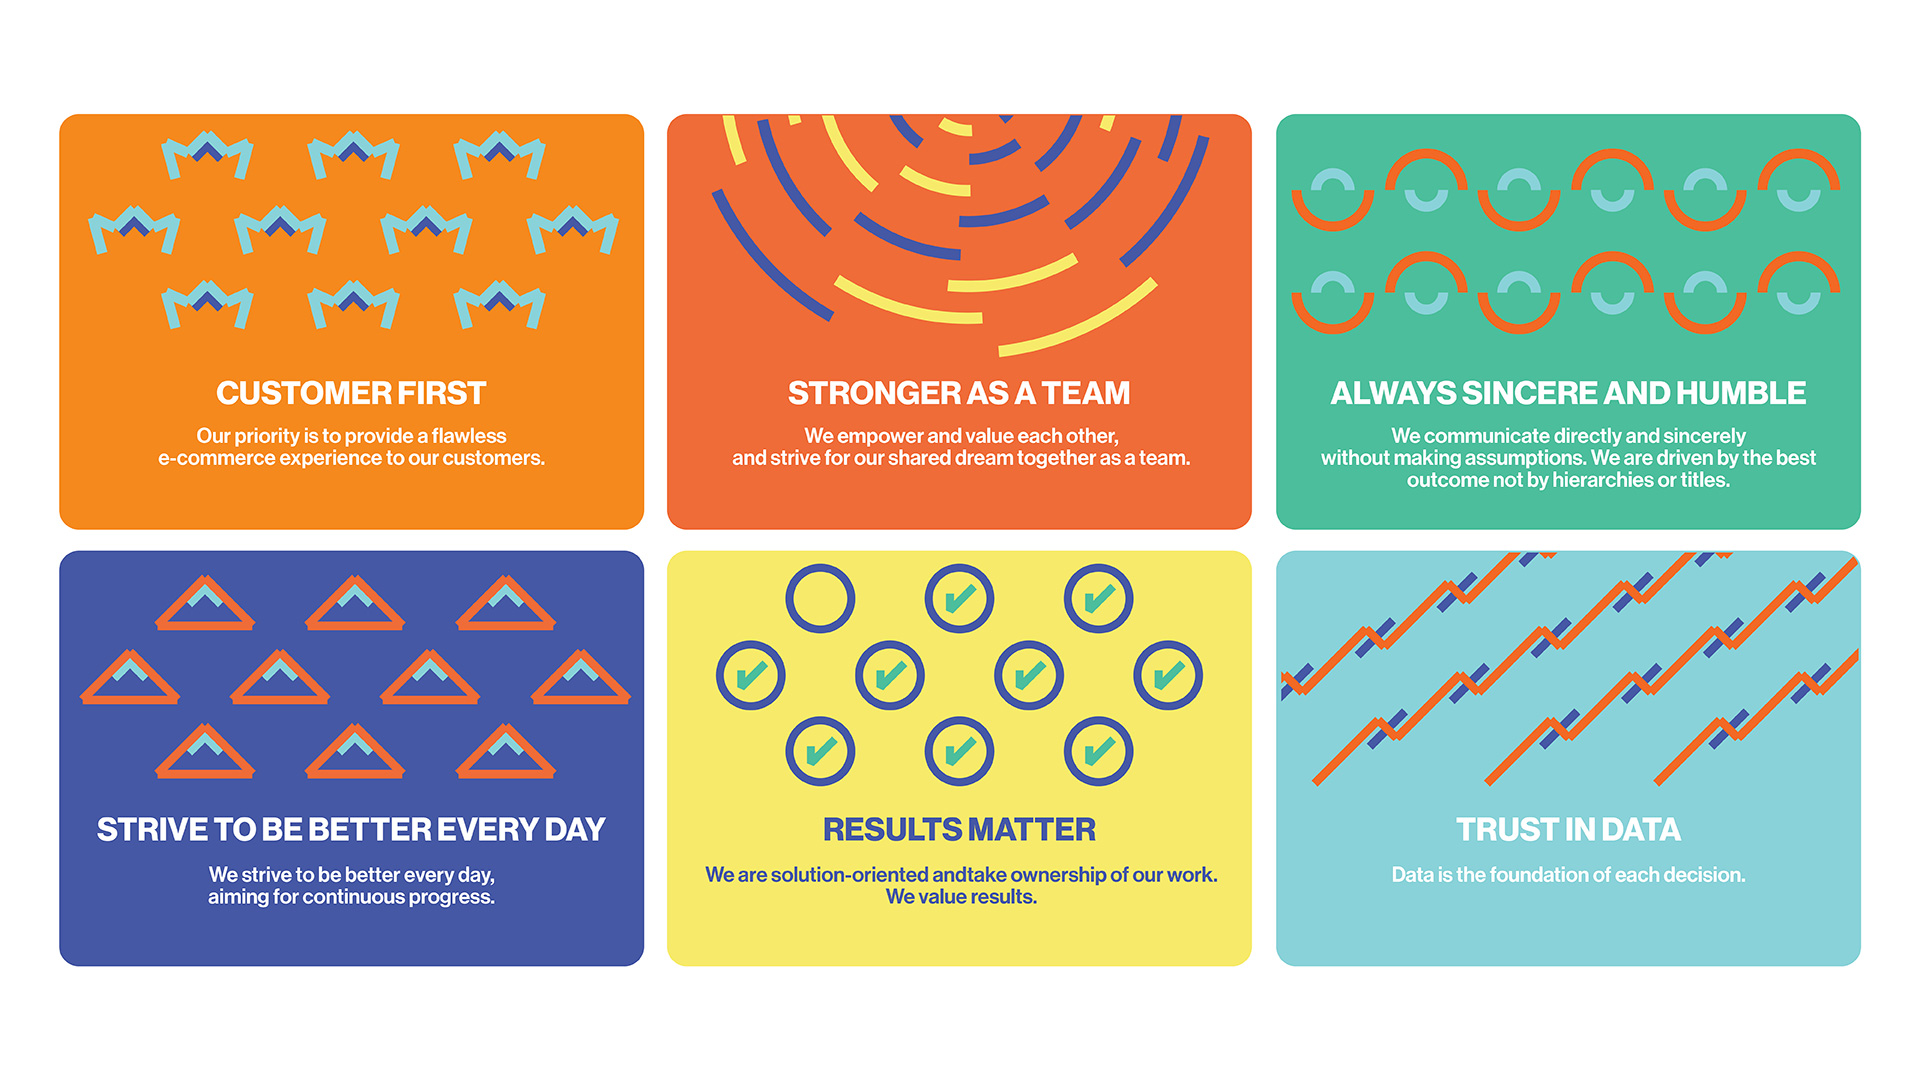 CUSTOMER FIRST
Our priority is to provide a flawless
e-commerce experience to our customers.
STRONGER AS A TEAM
We empower and value each other,
and strive for our shared dream together as a team.
ALWAYS SINCERE AND HUMBLE
We communicate directly and sincerely
without making assumptions. We are driven by the best
outcome not by hierarchies or titles.
STRIVE TO BE BETTER EVERY DAY
We strive to be better every day,
aiming for continuous progress.
RESULTS MATTER
We are solution-oriented andtake ownership of our work.
We value results.
TRUST IN DATA
Data is the foundation of each decision.